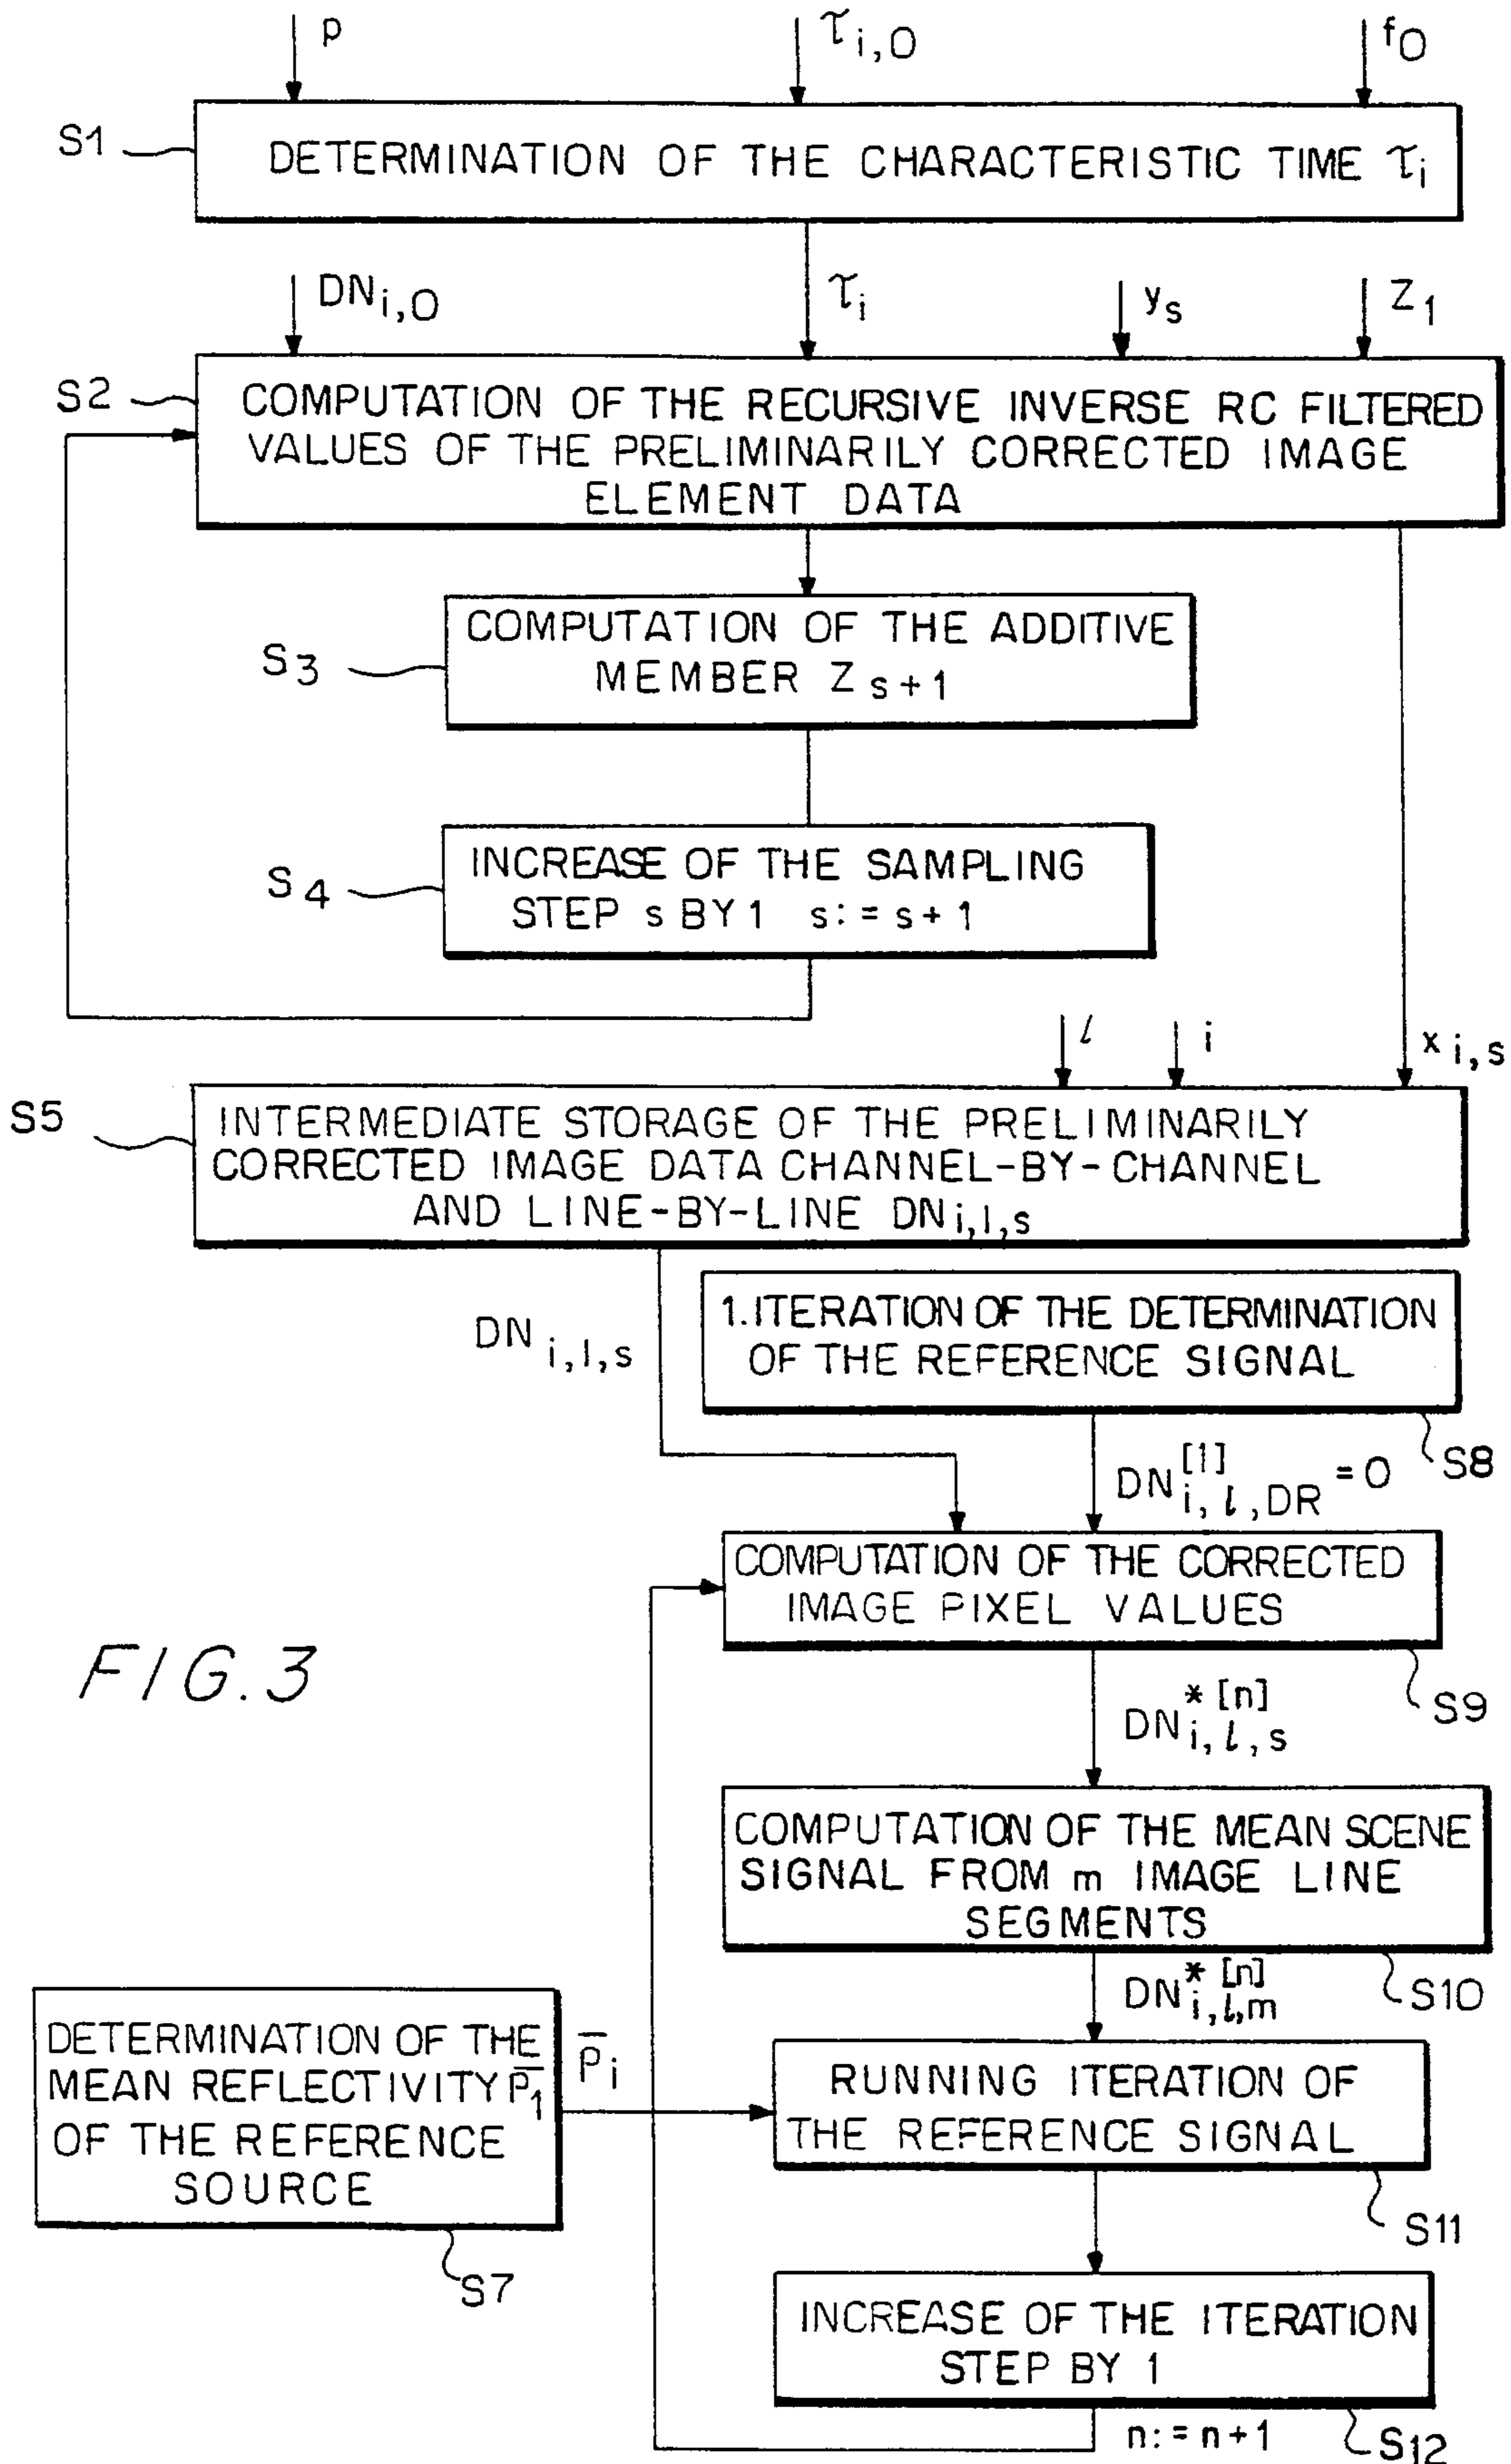 p τi,0 f0
S1
DETERMINATION OF THE CHARACTERISTIC TIME τi
DNi,0 τi ys Z1
S2
COMPUTATION OF THE RECURSIVE INVERSE RC FILTERED
VALUES OF THE PRELIMINARILY CORRECTED IMAGE
ELEMENT DATA
S3
COMPUTATION OF THE ADDITIVE
MEMBER Z s+1
S4
INCREASE OF THE SAMPLING
STEP s BY 1 s:=s+1
l i x i,s
S5
INTERMEDIATE STORAGE OF THE PRELIMINARILY
CORRECTED IMAGE DATA CHANNEL-BY-CHANNEL
AND LINE-BY-LINE DNi,l,s
DN i,l,s
1.ITERATION OF THE DETERMINATION
OF THE REFERENCE SIGNAL
S8
DN[1]i,l,DR=0
COMPUTATION OF THE CORRECTED
IMAGE PIXEL VALUES
S9
FIG.3
DN*[n]i,l,s
COMPUTATION OF THE MEAN SCENE
SIGNAL FROM m IMAGE LINE
SEGMENTS
S10
DN*[n]i,l,m
DETERMINATION OF THE
MEAN REFLECTIVITY p̅1
OF THE REFERENCE
SOURCE
S7
p̅i
RUNNING ITERATION OF
THE REFERENCE SIGNAL
S11
INCREASE OF THE ITERATION
STEP BY 1
n:=n+1
S12